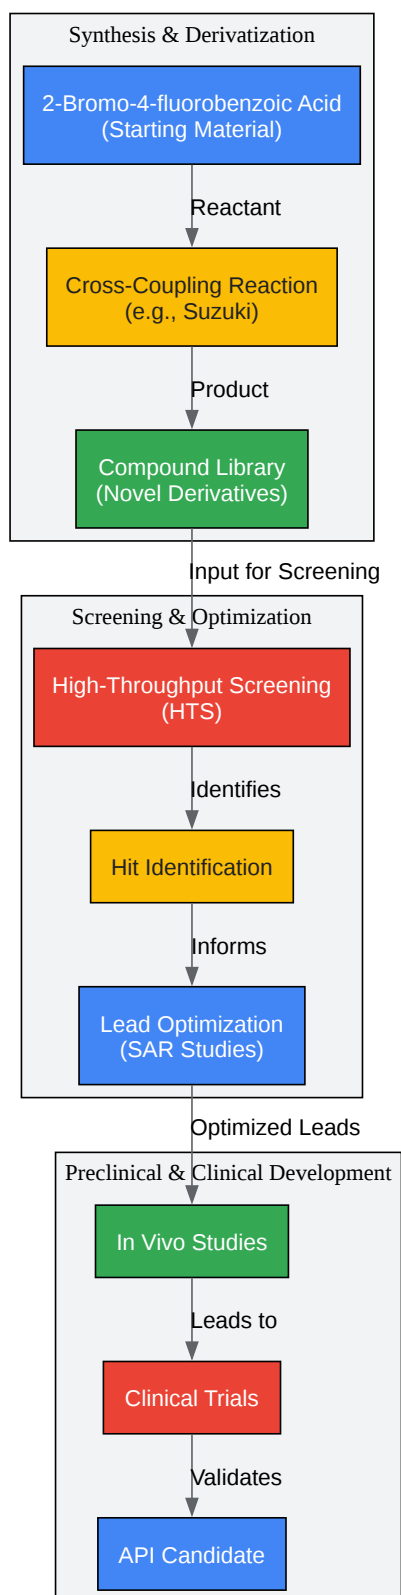 Synthesis & Derivatization
2-Bromo-4-fluorobenzoic Acid
(Starting Material)
Reactant
Cross-Coupling Reaction
(e.g., Suzuki)
Product
Compound Library
(Novel Derivatives)
Input for Screening
Screening & Optimization
High-Throughput Screening
(HTS)
Identifies
Hit Identification
Informs
Lead Optimization
(SAR Studies)
Optimized Leads
Preclinical & Clinical Development
In Vivo Studies
Leads to
Clinical Trials
Validates
API Candidate